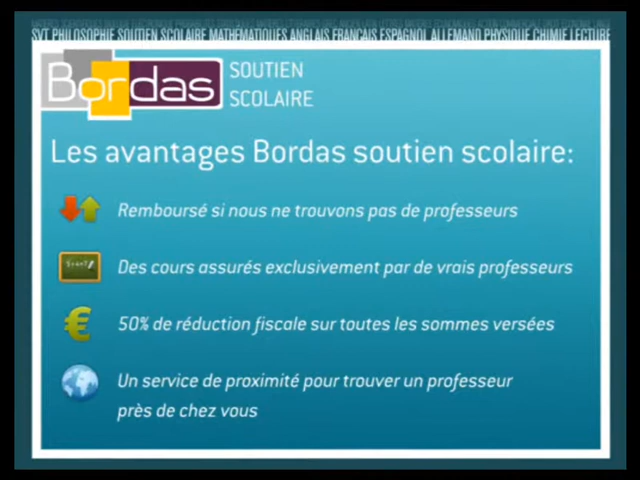 SVT PHILOSOPHIE SOUTIEN SCOLAIRE MATHÉMATIQUES ANGLAIS FRANÇAIS ESPAGNOL ALLEMAND PHYSIQUE CHIMIE LECTURE
Bordas SOUTIEN
SCOLAIRE
Les avantages Bordas soutien scolaire:
Remboursé si nous ne trouvons pas de professeurs
Des cours assurés exclusivement par de vrais professeurs
50% de réduction fiscale sur toutes les sommes versées
Un service de proximité pour trouver un professeur
près de chez vous